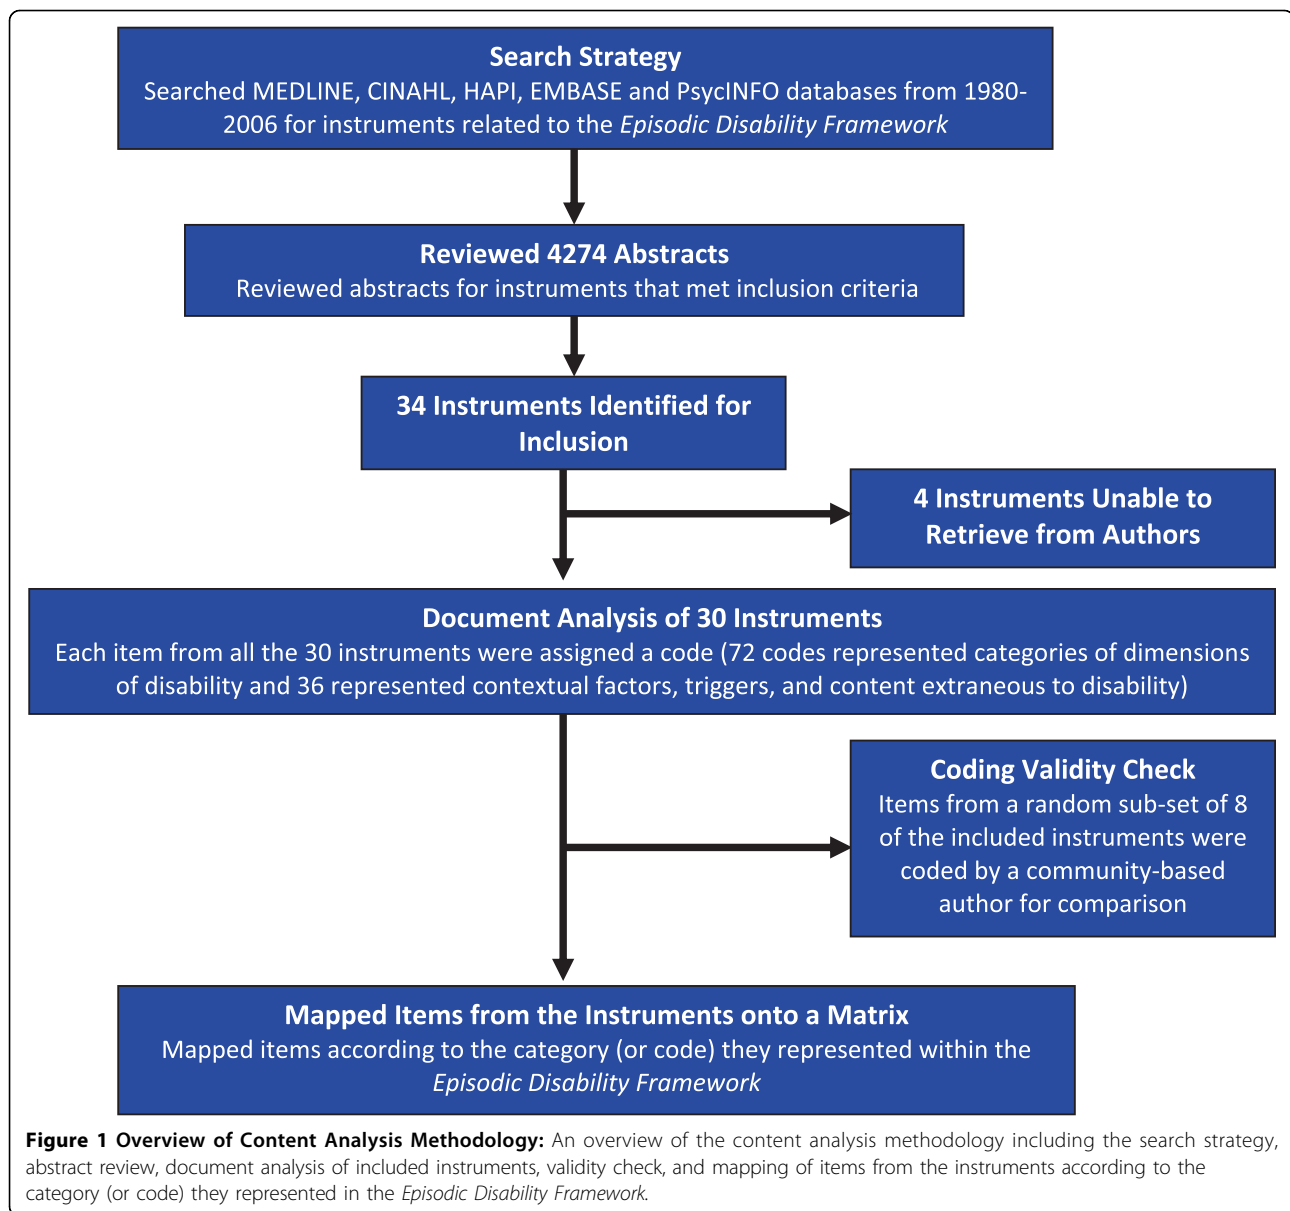 Search Strategy
Searched MEDLINE, CINAHL, HAPI, EMBASE and PsycINFO databases from 1980-
2006 for instruments related to the Episodic Disability Framework
Reviewed 4274 Abstracts
Reviewed abstracts for instruments that met inclusion criteria
34 Instruments Identified for
Inclusion
4 Instruments Unable to
Retrieve from Authors
Document Analysis of 30 Instruments
Each item from all the 30 instruments were assigned a code (72 codes represented categories of dimensions
of disability and 36 represented contextual factors, triggers, and content extraneous to disability)
Coding Validity Check
Items from a random sub-set of 8
of the included instruments were
coded by a community-based
author for comparison
Mapped Items from the Instruments onto a Matrix
Mapped items according to the category (or code) they represented within the
Episodic Disability Framework
Figure 1 Overview of Content Analysis Methodology: An overview of the content analysis methodology including the search strategy,
abstract review, document analysis of included instruments, validity check, and mapping of items from the instruments according to the
category (or code) they represented in the Episodic Disability Framework.